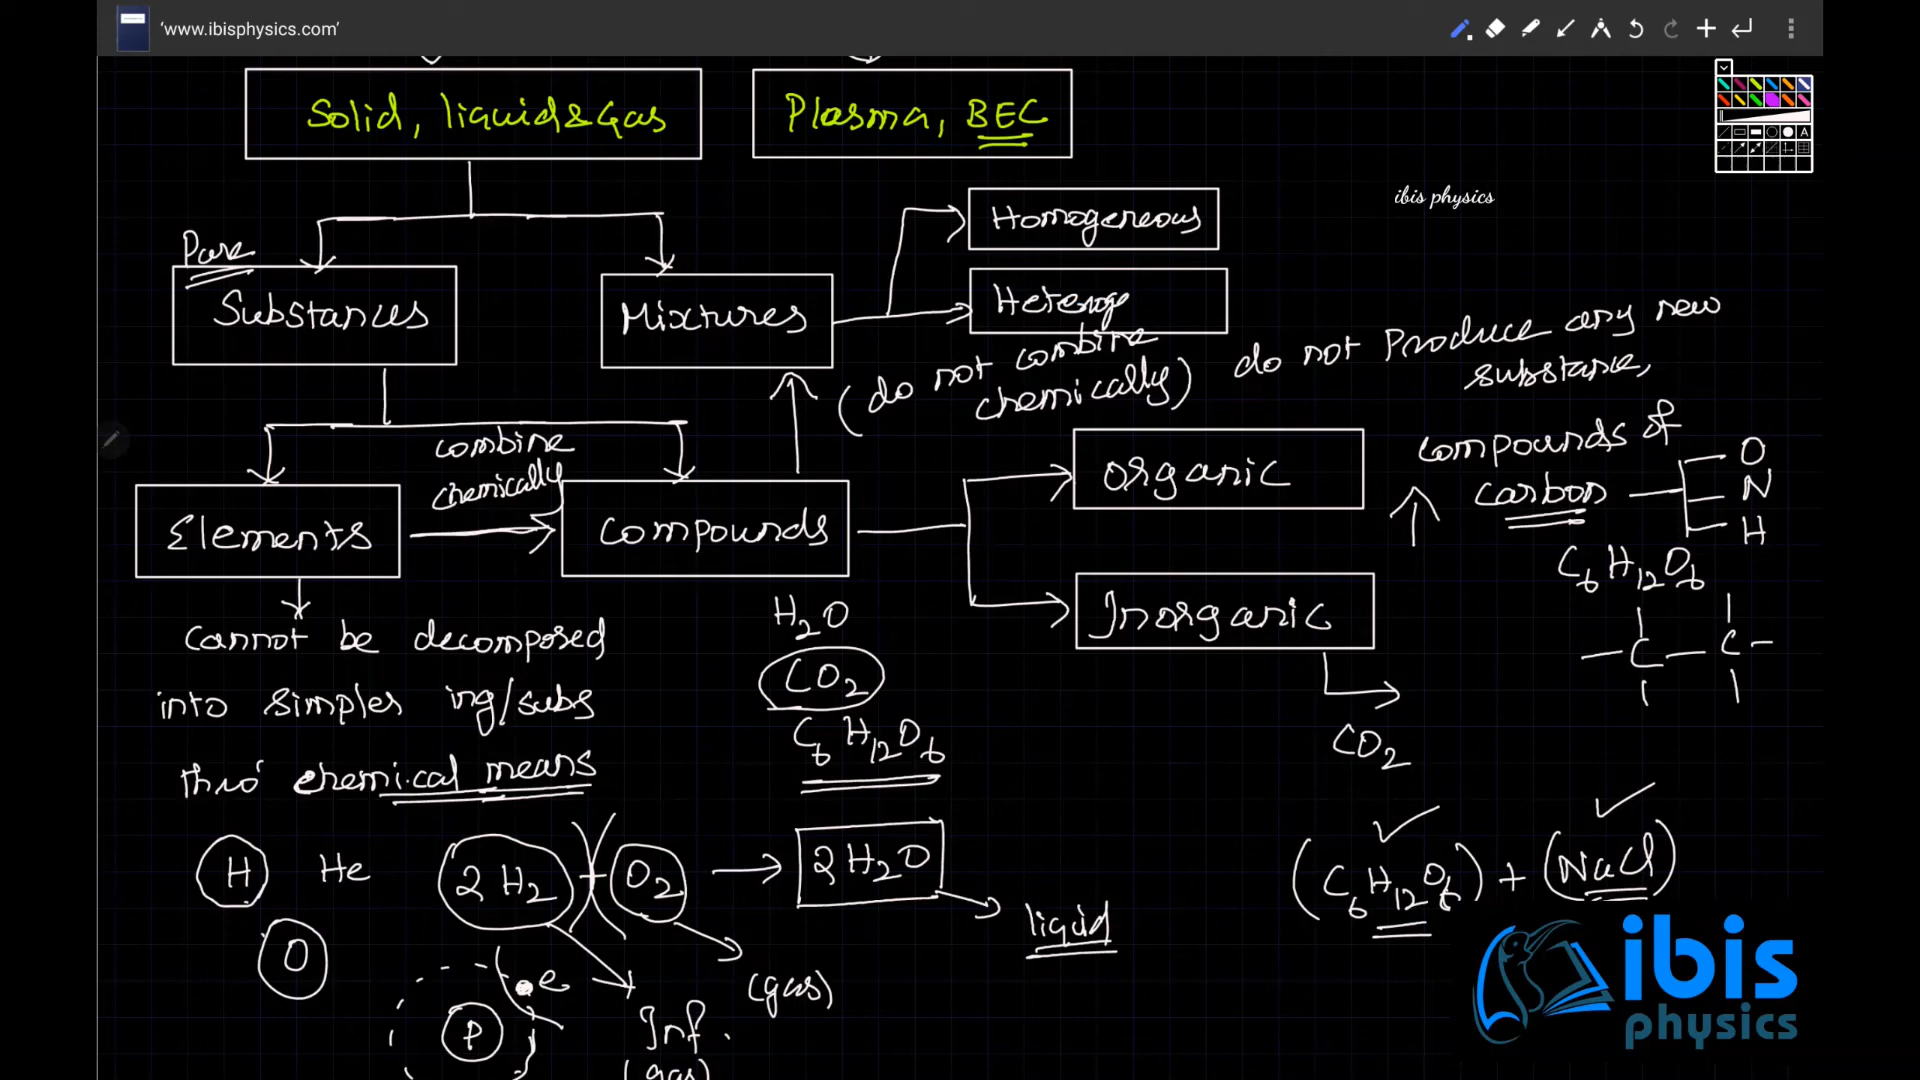 'www.ibisphysics.com'
Solid, liquid & Gas
Plasma, BEC
ibis physics
Homogeneous
Pure
Substances
Mixtures
Heteroge
(do not combine
chemically)
do not Produce any new
substance,
combine
chemically
Elements
Compounds
organic
compounds of
carbon
O
N
H
C6H12O6
Inorganic
– C – C –
cannot be decomposed
into simples ing/subs
thro' chemical means
H2O
CO2
C6H12O6
CO2
H He 2H2 + O2 → 2H2O
(C6H12O6) + (NaCl)
liquid
O
e
(gas)
P
Inf.
(gas)
ibis
physics
A